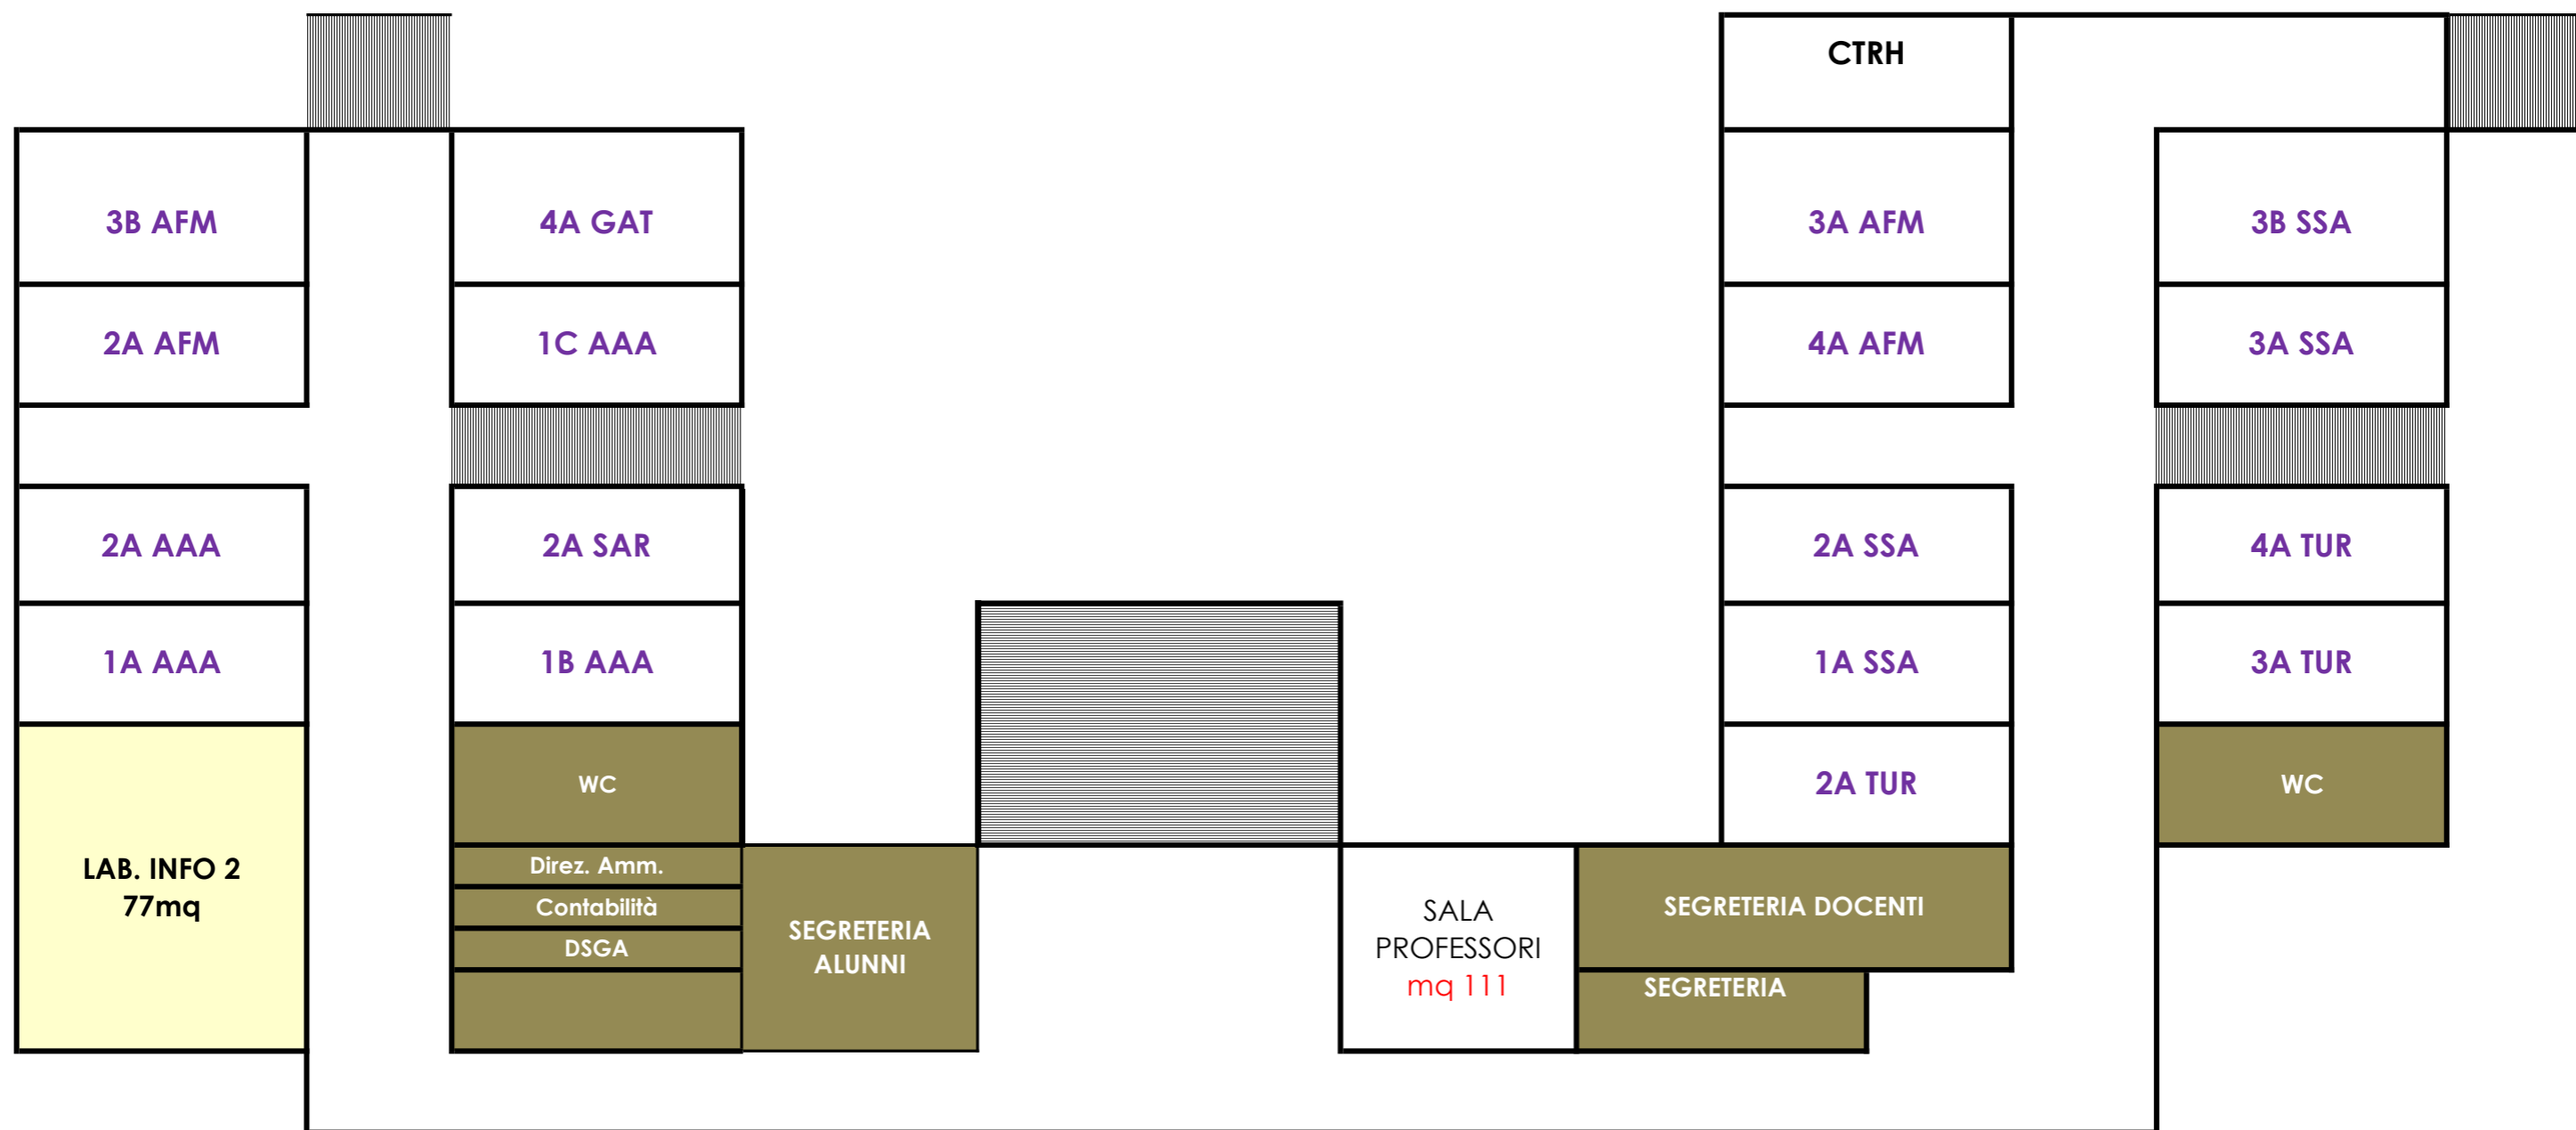 CTRH
3B AFM
4A GAT
3A AFM
3B SSA
2A AFM
1C AAA
4A AFM
3A SSA
2A AAA
2A SAR
2A SSA
4A TUR
1A AAA
1B AAA
1A SSA
3A TUR
WC
2A TUR
WC
LAB. INFO 2
77mq
Direz. Amm.
Contabilità
DSGA
SEGRETERIA
ALUNNI
SALA
PROFESSORI
mq 111
SEGRETERIA DOCENTI
SEGRETERIA